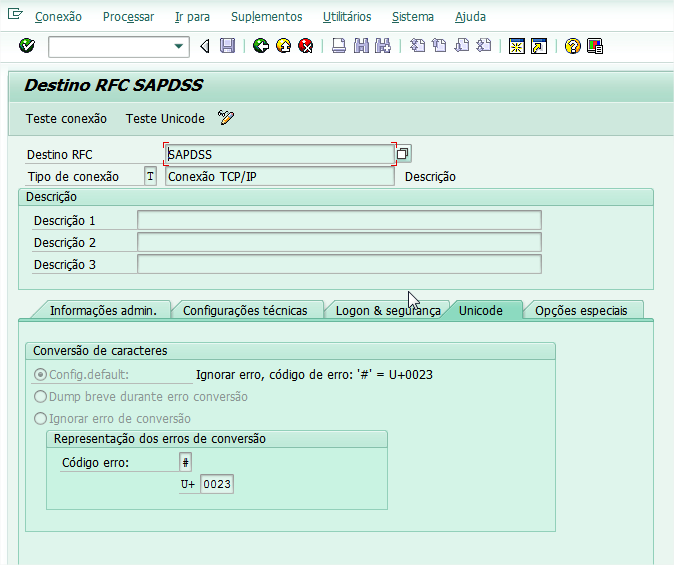 Conexão Processar Ir para Suplementos Utilitários Sistema Ajuda
Destino RFC SAPDSS
Teste conexão Teste Unicode
Destino RFC SAPDSS
Tipo de conexão T Conexão TCP/IP Descrição
Descrição
Descrição 1
Descrição 2
Descrição 3
Informações admin. Configurações técnicas Logon & segurança Unicode Opções especiais
Conversão de caracteres
Config.default: Ignorar erro, código de erro: '#' = U+0023
Dump breve durante erro conversão
Ignorar erro de conversão
Representação dos erros de conversão
Código erro: #
U+ 0023